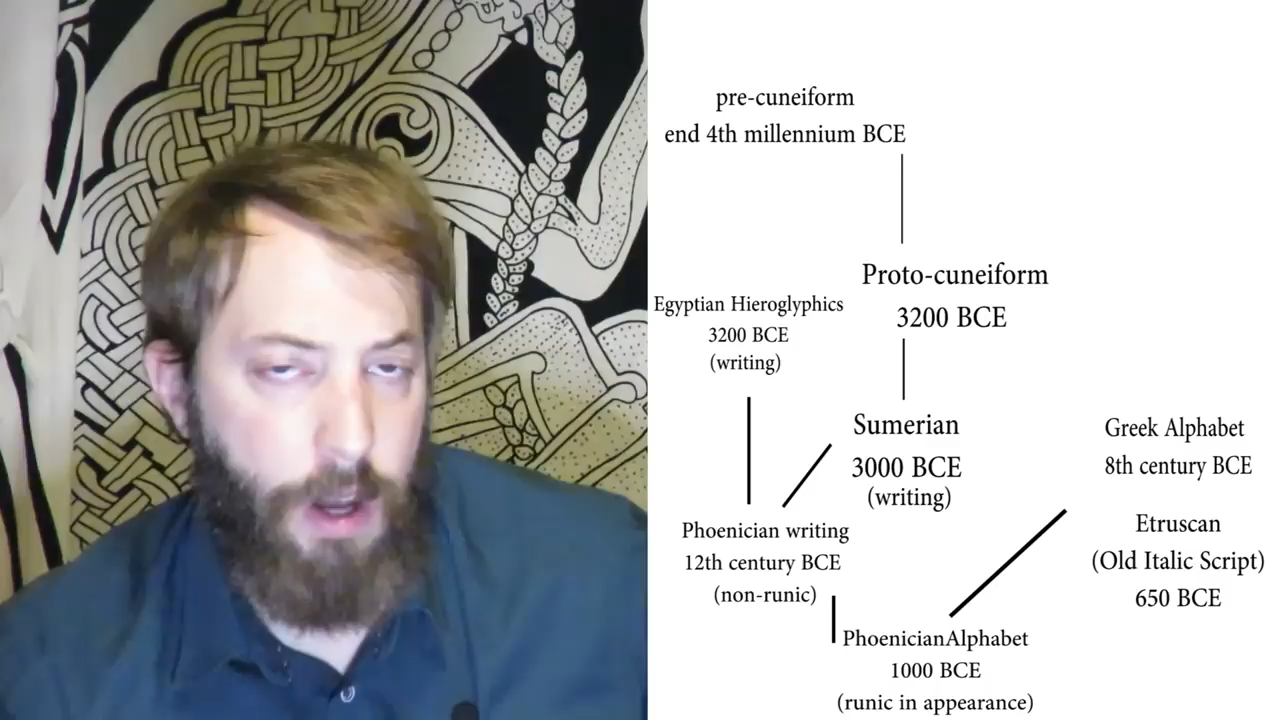 pre-cuneiform
end 4th millennium BCE
Proto-cuneiform
3200 BCE
Egyptian Hieroglyphics
3200 BCE
(writing)
Sumerian
3000 BCE
(writing)
Greek Alphabet
8th century BCE
Etruscan
(Old Italic Script)
650 BCE
Phoenician writing
12th century BCE
(non-runic)
PhoenicianAlphabet
1000 BCE
(runic in appearance)